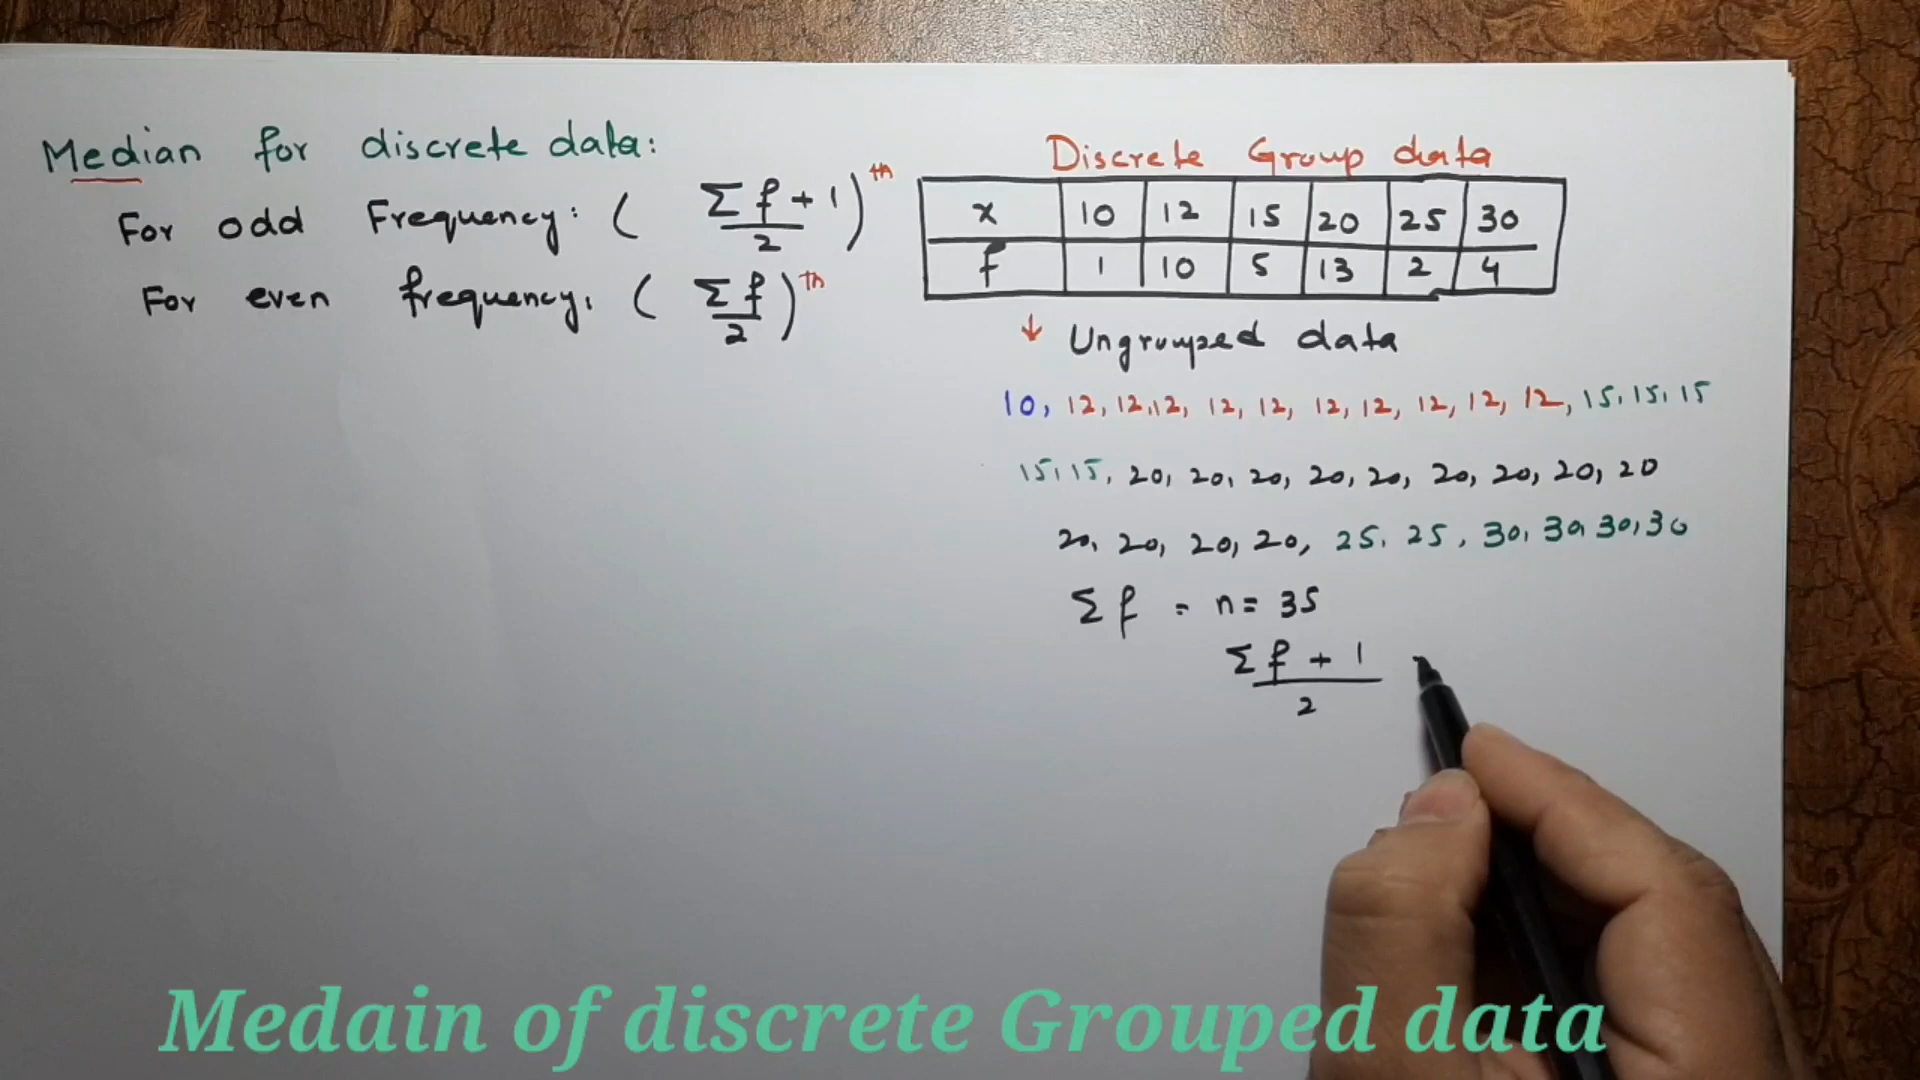 Median for discrete data:
For odd Frequency: ( Σf + 1 / 2 )th
For even frequency, ( Σf / 2 )th
Discrete Group data
x 10 12 15 20 25 30
f 1 10 5 13 2 4
↓ Ungrouped data
10, 12, 12, 12, 12, 12, 12, 12, 12, 12, 12, 15, 15, 15
15, 15, 20, 20, 20, 20, 20, 20, 20, 20, 20
20, 20, 20, 20, 25, 25, 30, 30 30, 30
Σf = n = 35
Σf + 1
2
Medain of discrete Grouped data